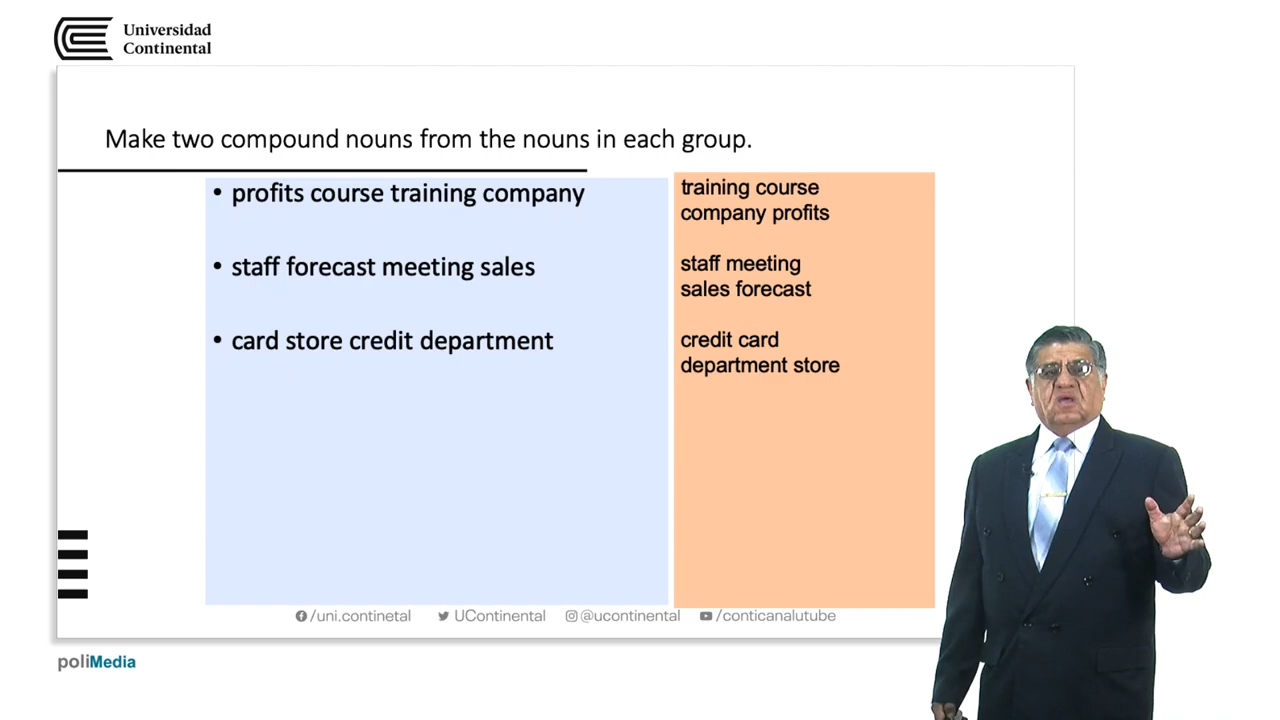 Universidad
Continental
Make two compound nouns from the nouns in each group.
• profits course training company
• staff forecast meeting sales
• card store credit department
training course
company profits
staff meeting
sales forecast
credit card
department store
/uni.continetal UContinental @ucontinental /conticanalutube
poliMedia